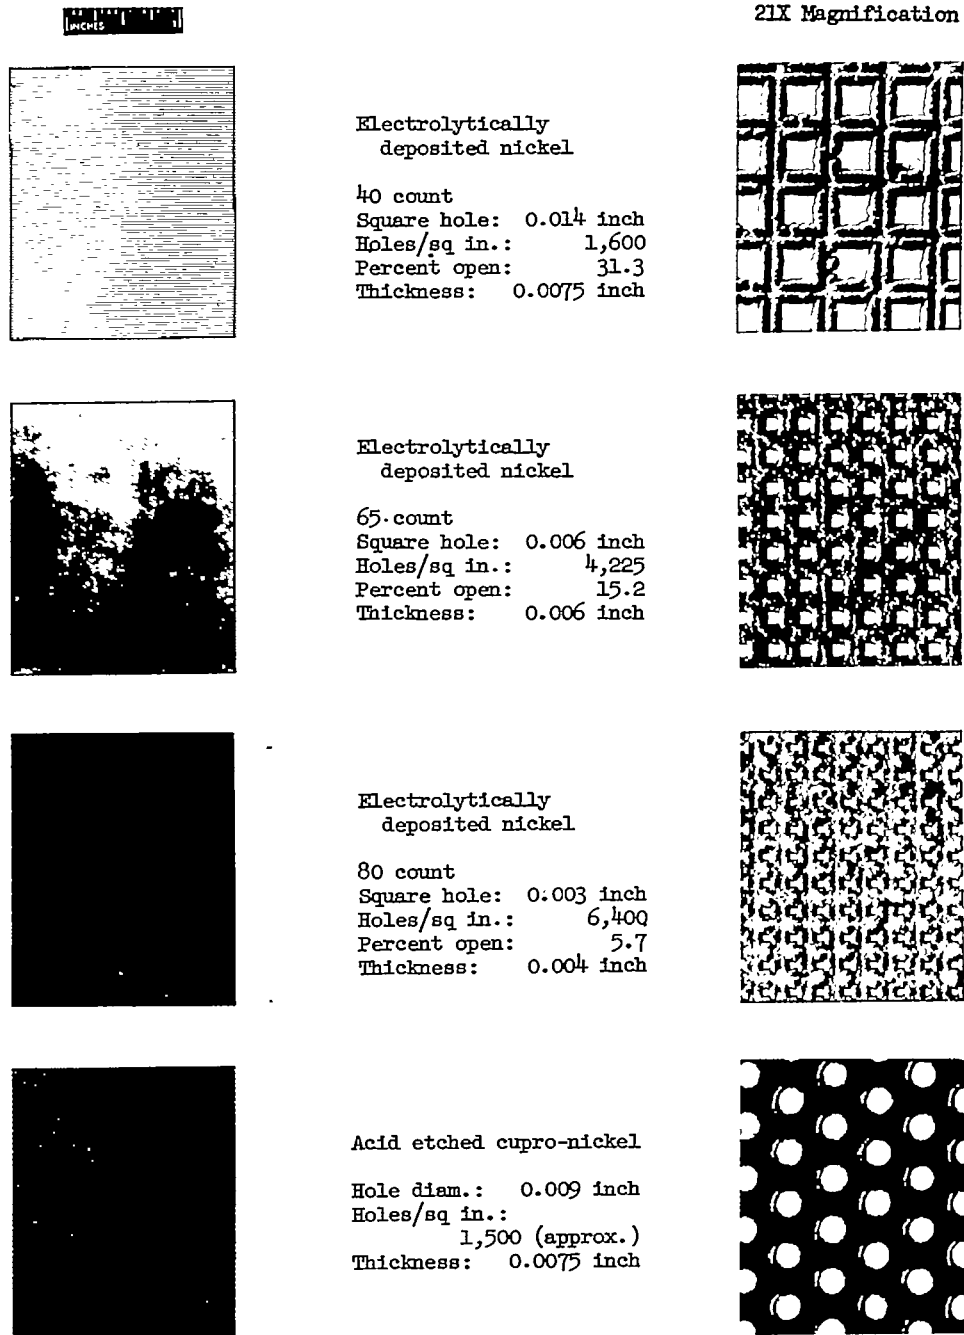 INCHES
21X Magnification
Electrolytically
deposited nickel
40 count
Square hole: 0.014 inch
Holes/sq in.: 1,600
Percent open: 31.3
Thickness: 0.0075 inch
Electrolytically
deposited nickel
65 count
Square hole: 0.006 inch
Holes/sq in.: 4,225
Percent open: 15.2
Thickness: 0.006 inch
Electrolytically
deposited nickel
80 count
Square hole: 0.003 inch
Holes/sq in.: 6,400
Percent open: 5.7
Thickness: 0.004 inch
Acid etched cupro-nickel
Hole diam.: 0.009 inch
Holes/sq in.:
1,500 (approx.)
Thickness: 0.0075 inch